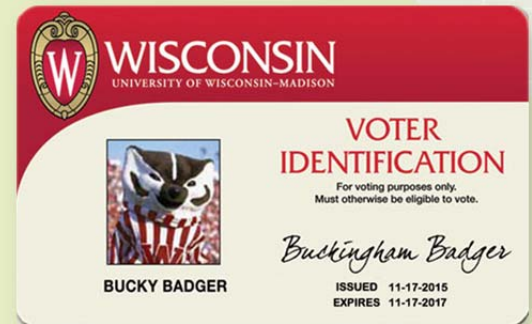 W
WISCONSIN
UNIVERSITY OF WISCONSIN–MADISON
VOTER
IDENTIFICATION
For voting purposes only.
Must otherwise be eligible to vote.
Buckingham Badger
BUCKY BADGER
ISSUED 11-17-2015
EXPIRES 11-17-2017
W